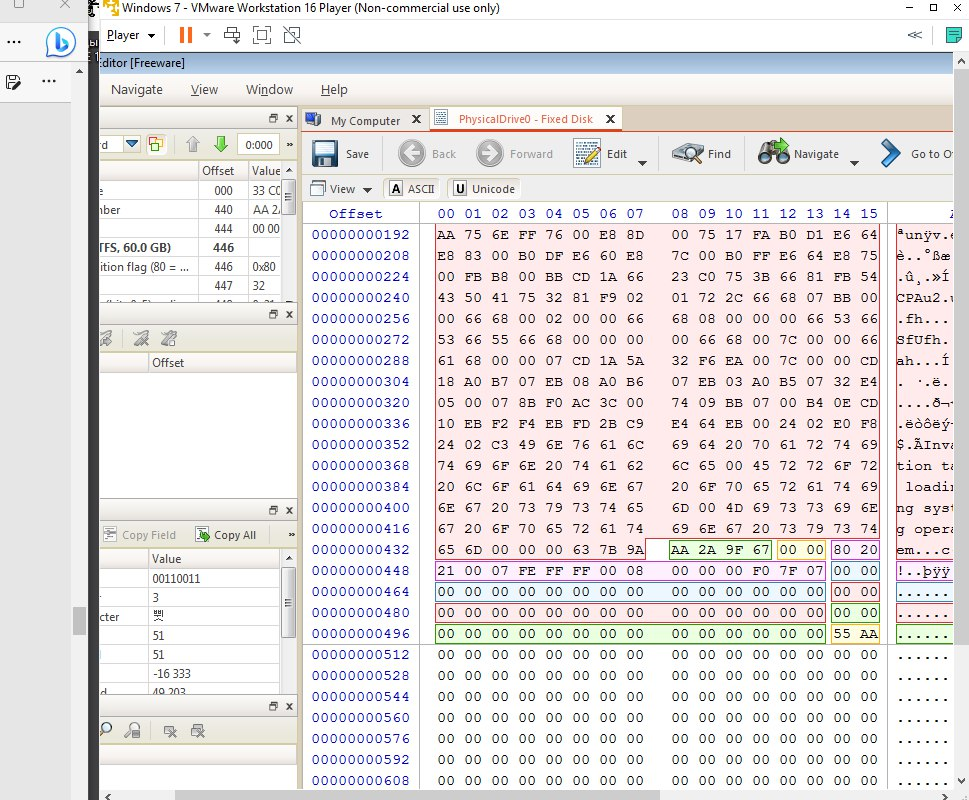 Windows 7 - VMware Workstation 16 Player (Non-commercial use only)
Player
ditor [Freeware]
Navigate View Window Help
My Computer PhysicalDrive0 - Fixed Disk
0:000
Save Back Forward Edit Find Navigate Go to O
View ASCII Unicode
Offset Value
000 33 C0
mber 440 AA 2A
444 00 00
TFS, 60.0 GB) 446
ition flag (80 = ... 446 0x80
447 32
Offset
Copy Field Copy All
Value
00110011
3
cter
51
51
-16 333
49 203
Offset 00 01 02 03 04 05 06 07 08 09 10 11 12 13 14 15
00000000192 AA 75 6E FF 76 00 E8 8D 00 75 17 FA B0 D1 E6 64 ªunÿv.
00000000208 E8 83 00 B0 DF E6 60 E8 7C 00 B0 FF E6 64 E8 75 è..°ßæ
00000000224 00 FB B8 00 BB CD 1A 66 23 C0 75 3B 66 81 FB 54 .û¸.»Í
00000000240 43 50 41 75 32 81 F9 02 01 72 2C 66 68 07 BB 00 CPAu2.
00000000256 00 66 68 00 02 00 00 66 68 08 00 00 00 66 53 66 .fh...
00000000272 53 66 55 66 68 00 00 00 00 66 68 00 7C 00 00 66 SfUfh.
00000000288 61 68 00 00 07 CD 1A 5A 32 F6 EA 00 7C 00 00 CD ah...Í
00000000304 18 A0 B7 07 EB 08 A0 B6 07 EB 03 A0 B5 07 32 E4 . ·.ë.
00000000320 05 00 07 8B F0 AC 3C 00 74 09 BB 07 00 B4 0E CD ....ð¬
00000000336 10 EB F2 F4 EB FD 2B C9 E4 64 EB 00 24 02 E0 F8 .ëòôëý
00000000352 24 02 C3 49 6E 76 61 6C 69 64 20 70 61 72 74 69 $.ÃInv
00000000368 74 69 6F 6E 20 74 61 62 6C 65 00 45 72 72 6F 72 tion ta
00000000384 20 6C 6F 61 64 69 6E 67 20 6F 70 65 72 61 74 69 loadi
00000000400 6E 67 20 73 79 73 74 65 6D 00 4D 69 73 73 69 6E ng syst
00000000416 67 20 6F 70 65 72 61 74 69 6E 67 20 73 79 73 74 g opera
00000000432 65 6D 00 00 00 63 7B 9A AA 2A 9F 67 00 00 80 20 em...c
00000000448 21 00 07 FE FF FF 00 08 00 00 00 F0 7F 07 00 00 !..þÿÿ
00000000464 00 00 00 00 00 00 00 00 00 00 00 00 00 00 00 00 ......
00000000480 00 00 00 00 00 00 00 00 00 00 00 00 00 00 00 00 ......
00000000496 00 00 00 00 00 00 00 00 00 00 00 00 00 00 55 AA ......
00000000512 00 00 00 00 00 00 00 00 00 00 00 00 00 00 00 00 ......
00000000528 00 00 00 00 00 00 00 00 00 00 00 00 00 00 00 00 ......
00000000544 00 00 00 00 00 00 00 00 00 00 00 00 00 00 00 00 ......
00000000560 00 00 00 00 00 00 00 00 00 00 00 00 00 00 00 00 ......
00000000576 00 00 00 00 00 00 00 00 00 00 00 00 00 00 00 00 ......
00000000592 00 00 00 00 00 00 00 00 00 00 00 00 00 00 00 00 ......
00000000608 00 00 00 00 00 00 00 00 00 00 00 00 00 00 00 00 ......